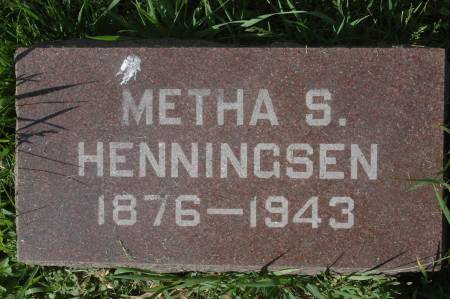 METHA S.
HENNINGSEN
1876—1943